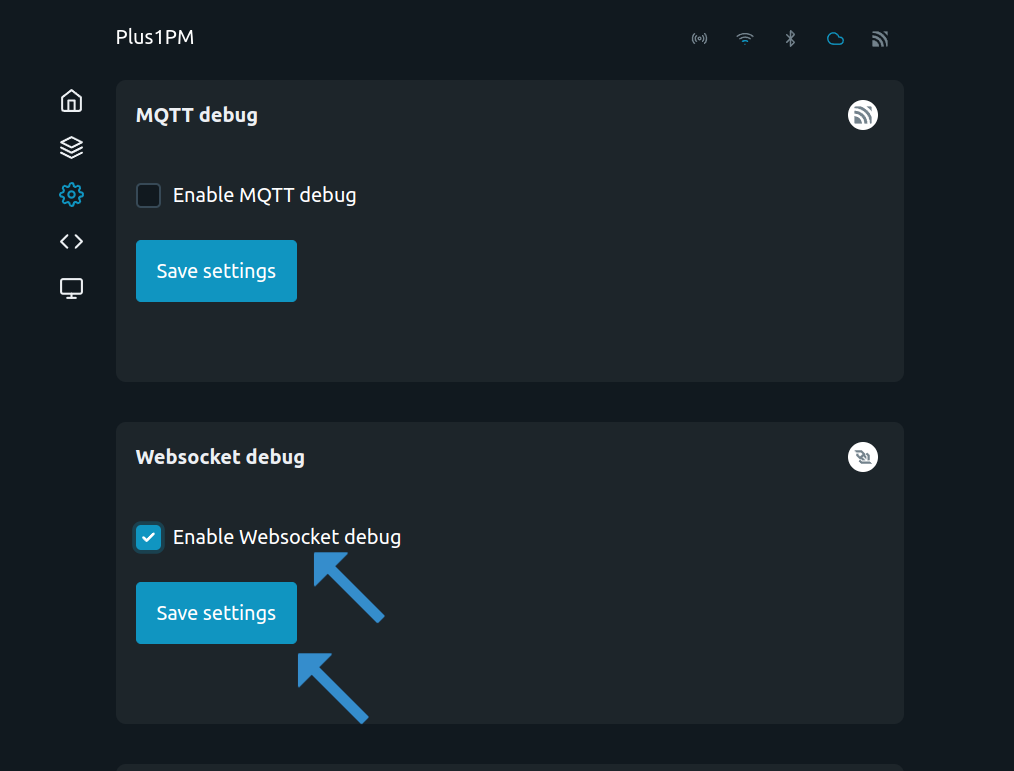 Plus1PM
MQTT debug
Enable MQTT debug
Save settings
Websocket debug
Enable Websocket debug
Save settings